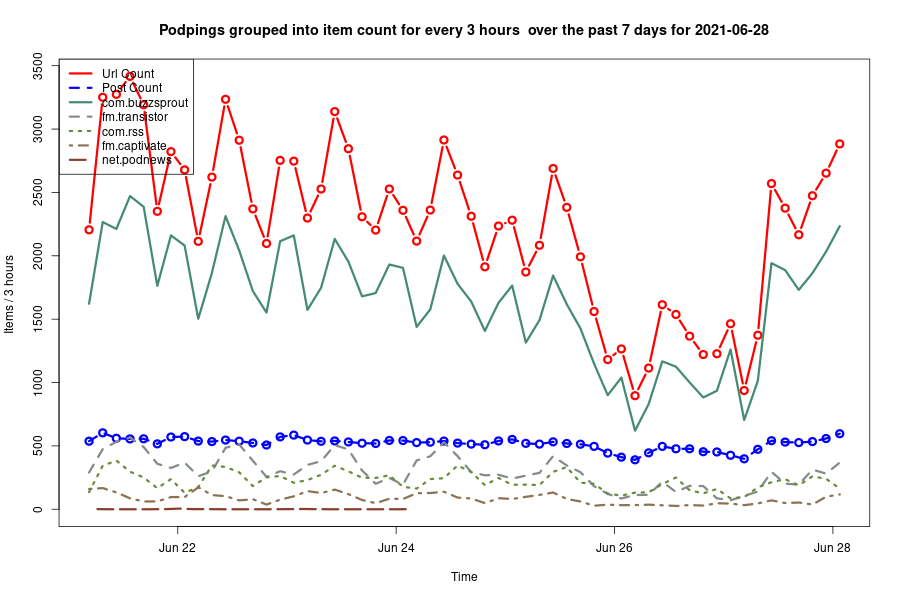 Podpings grouped into item count for every 3 hours  over the past 7 days for 2021-06-28
Items / 3 hours
3500
3000
2500
2000
1500
1000
500
0
Url Count
Post Count
com.buzzsprout
fm.transistor
com.rss
fm.captivate
net.podnews
Jun 22
Jun 24
Jun 26
Jun 28
Time